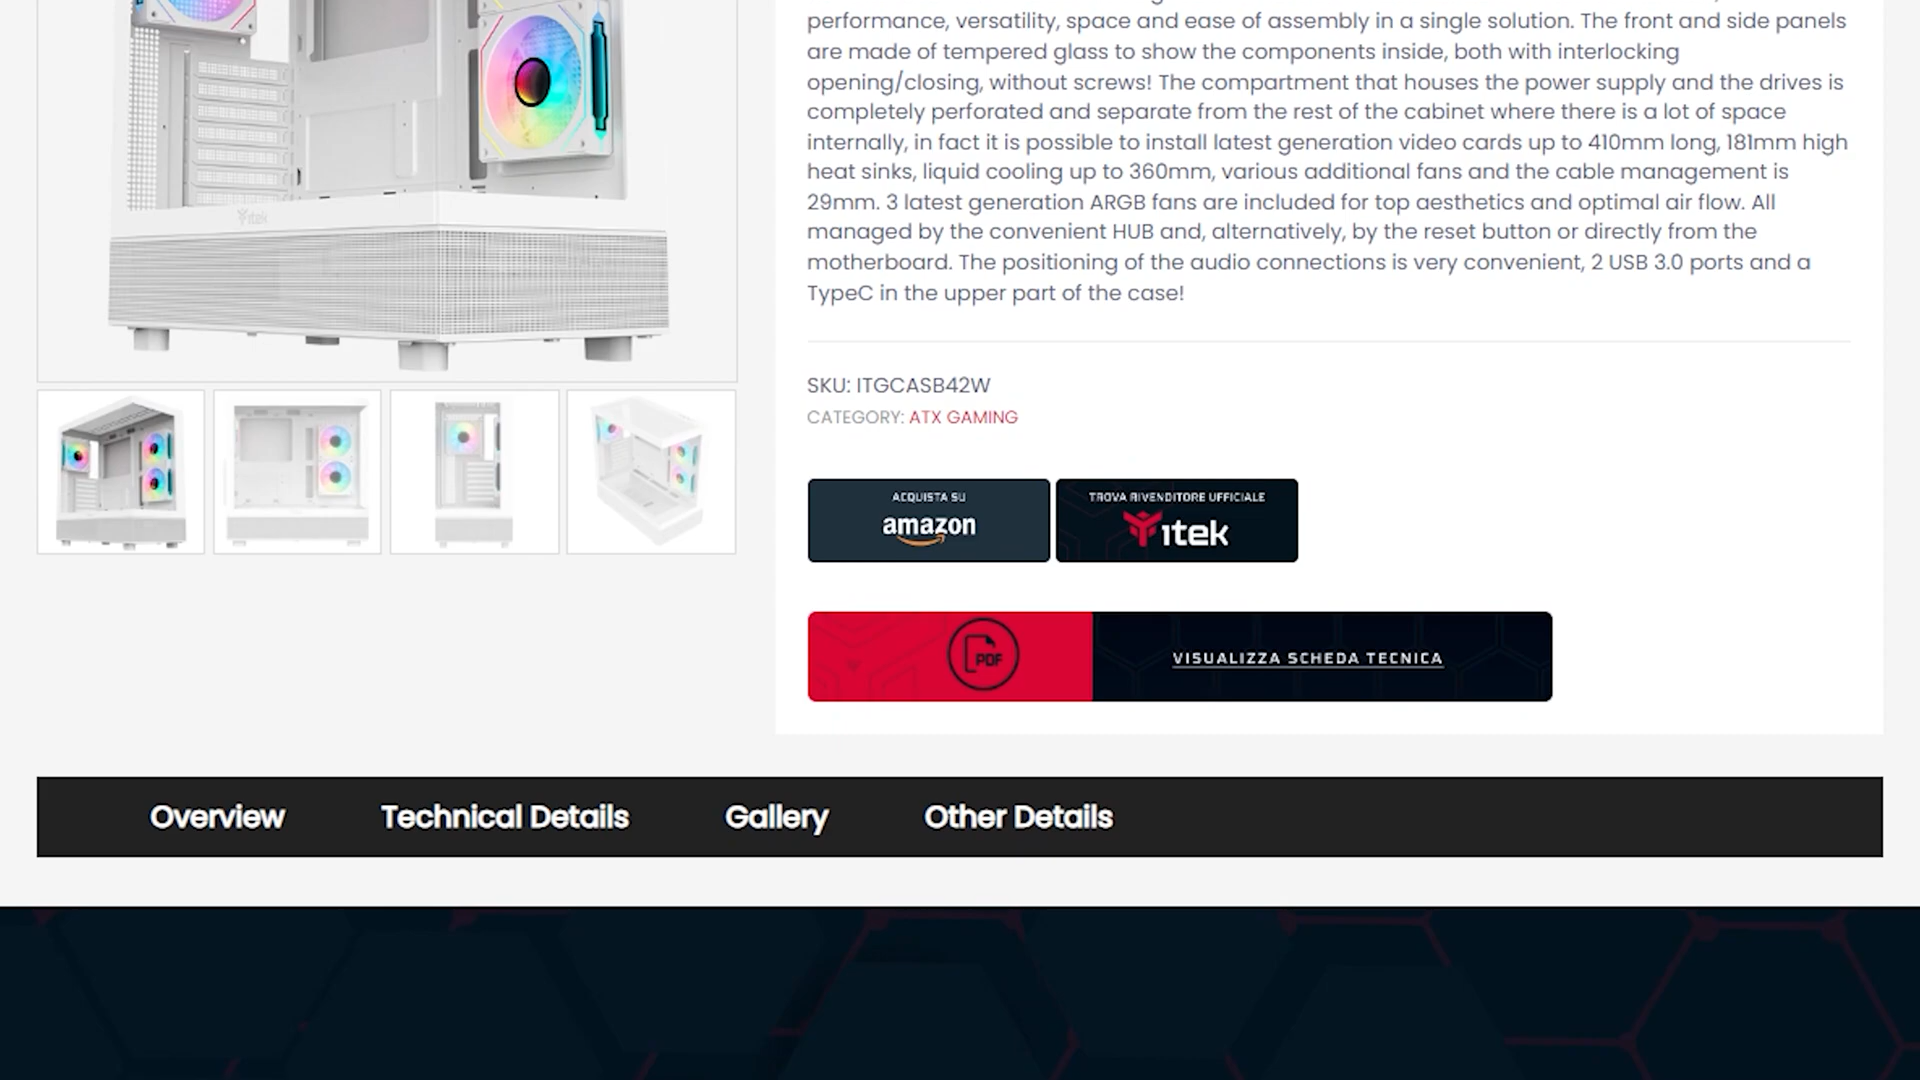 performance, versatility, space and ease of assembly in a single solution. The front and side panels
are made of tempered glass to show the components inside, both with interlocking
opening/closing, without screws! The compartment that houses the power supply and the drives is
completely perforated and separate from the rest of the cabinet where there is a lot of space
internally, in fact it is possible to install latest generation video cards up to 410mm long, 181mm high
heat sinks, liquid cooling up to 360mm, various additional fans and the cable management is
29mm. 3 latest generation ARGB fans are included for top aesthetics and optimal air flow. All
managed by the convenient HUB and, alternatively, by the reset button or directly from the
motherboard. The positioning of the audio connections is very convenient, 2 USB 3.0 ports and a
TypeC in the upper part of the case!
itek
SKU: ITGCASB42W
CATEGORY: ATX GAMING
ACQUISTA SU
amazon
TROVA RIVENDITORE UFFICIALE
itek
PDF
VISUALIZZA SCHEDA TECNICA
Overview
Technical Details
Gallery
Other Details